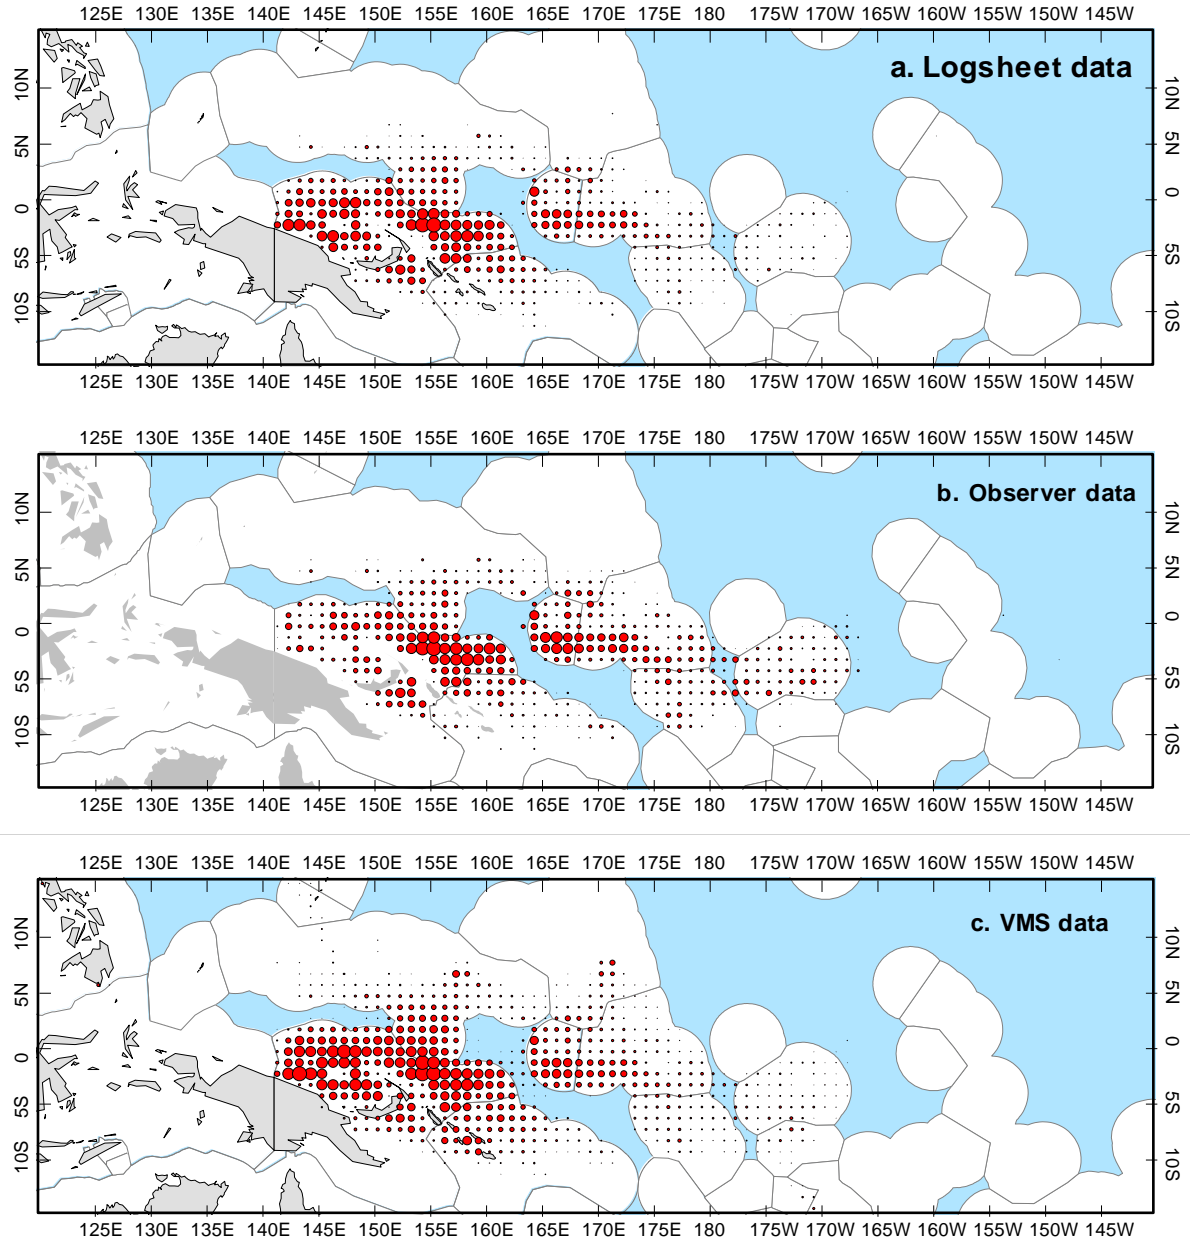 125E 130E 135E 140E 145E 150E 155E 160E 165E 170E 175E 180 175W 170W 165W 160W 155W 150W 145W
a. Logsheet data
10N 10N
5N 5N
0 0
5S 5S
10S 10S
125E 130E 135E 140E 145E 150E 155E 160E 165E 170E 175E 180 175W 170W 165W 160W 155W 150W 145W
125E 130E 135E 140E 145E 150E 155E 160E 165E 170E 175E 180 175W 170W 165W 160W 155W 150W 145W
b. Observer data
10N 10N
5N 5N
0 0
5S 5S
10S 10S
125E 130E 135E 140E 145E 150E 155E 160E 165E 170E 175E 180 175W 170W 165W 160W 155W 150W 145W
125E 130E 135E 140E 145E 150E 155E 160E 165E 170E 175E 180 175W 170W 165W 160W 155W 150W 145W
c. VMS data
10N 10N
5N 5N
0 0
5S 5S
10S 10S
125E 130E 135E 140E 145E 150E 155E 160E 165E 170E 175E 180 175W 170W 165W 160W 155W 150W 145W